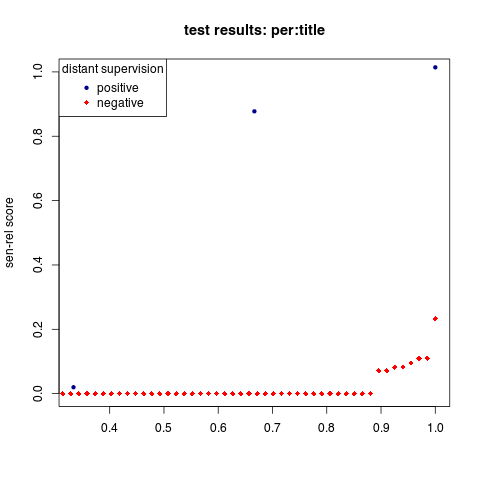 test results: per:title
distant supervision
positive
negative
sen-rel score
1.0
0.8
0.6
0.4
0.2
0.0
0.4 0.5 0.6 0.7 0.8 0.9 1.0